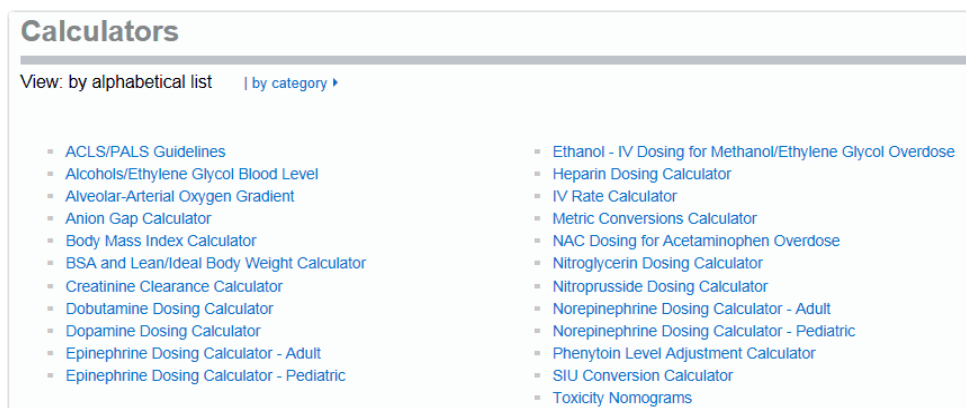 Calculators
View: by alphabetical list | by category
ACLS/PALS Guidelines
Alcohols/Ethylene Glycol Blood Level
Alveolar-Arterial Oxygen Gradient
Anion Gap Calculator
Body Mass Index Calculator
BSA and Lean/Ideal Body Weight Calculator
Creatinine Clearance Calculator
Dobutamine Dosing Calculator
Dopamine Dosing Calculator
Epinephrine Dosing Calculator - Adult
Epinephrine Dosing Calculator - Pediatric
Ethanol - IV Dosing for Methanol/Ethylene Glycol Overdose
Heparin Dosing Calculator
IV Rate Calculator
Metric Conversions Calculator
NAC Dosing for Acetaminophen Overdose
Nitroglycerin Dosing Calculator
Nitroprusside Dosing Calculator
Norepinephrine Dosing Calculator - Adult
Norepinephrine Dosing Calculator - Pediatric
Phenytoin Level Adjustment Calculator
SIU Conversion Calculator
Toxicity Nomograms